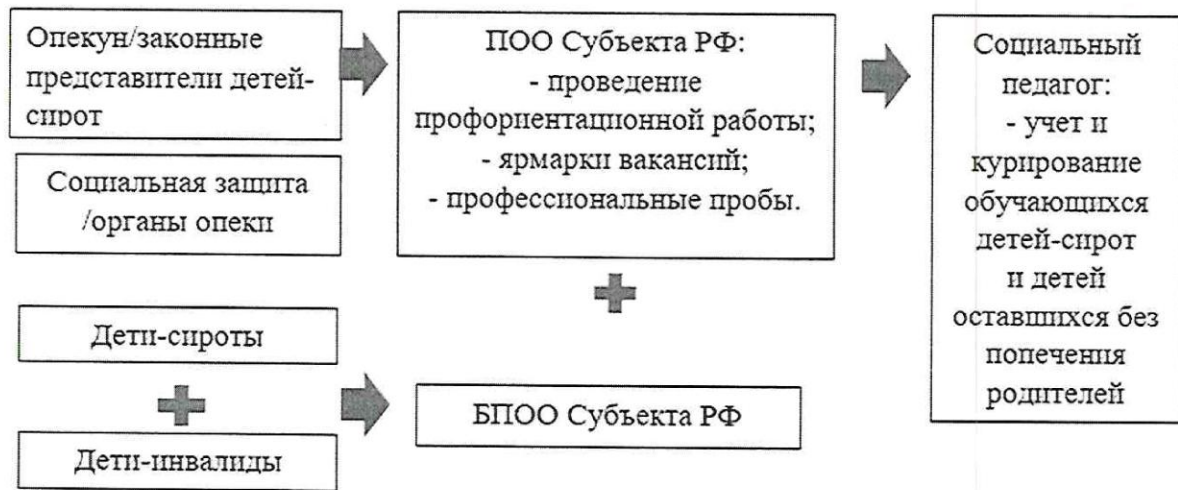 Опекун/законные
представители детей-
сирот
Социальная защита
/органы опеки
Дети-сироты
Дети-инвалиды
ПОО Субъекта РФ:
- проведение
профориентационной работы;
- ярмарки вакансий;
- профессиональные пробы.
БПОО Субъекта РФ
Социальный
педагог:
- учет и
курирование
обучающихся
детей-сирот
и детей
оставшихся без
попечения
родителей